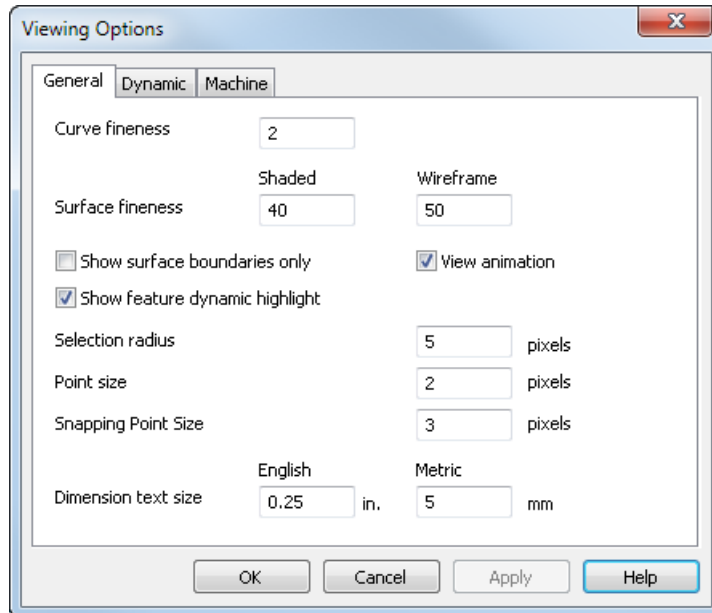 Viewing Options
General Dynamic Machine
Curve fineness 2
Shaded Wireframe
Surface fineness 40 50
Show surface boundaries only View animation
Show feature dynamic highlight
Selection radius 5 pixels
Point size 2 pixels
Snapping Point Size 3 pixels
English Metric
Dimension text size 0.25 in. 5 mm
OK Cancel Apply Help